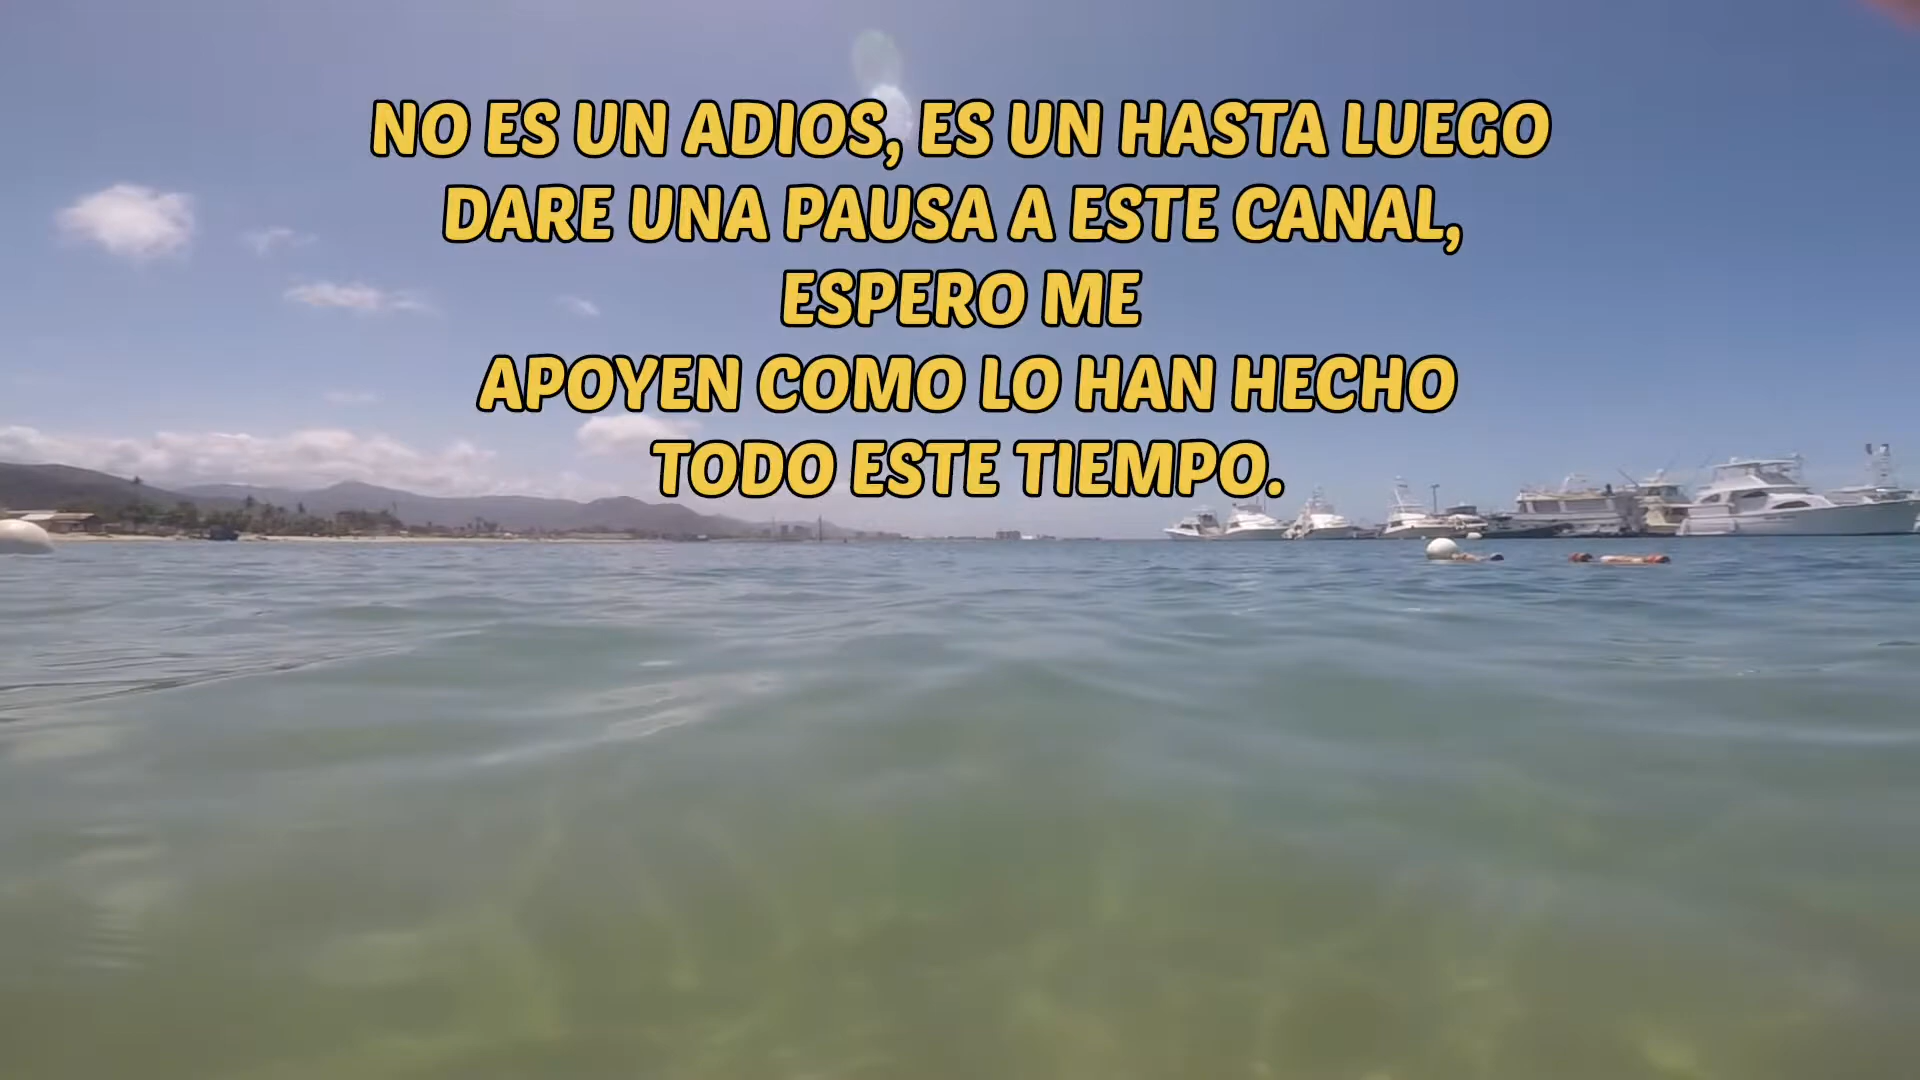 NO ES UN ADIOS, ES UN HASTA LUEGO
DARE UNA PAUSA A ESTE CANAL,
ESPERO ME
APOYEN COMO LO HAN HECHO
TODO ESTE TIEMPO.